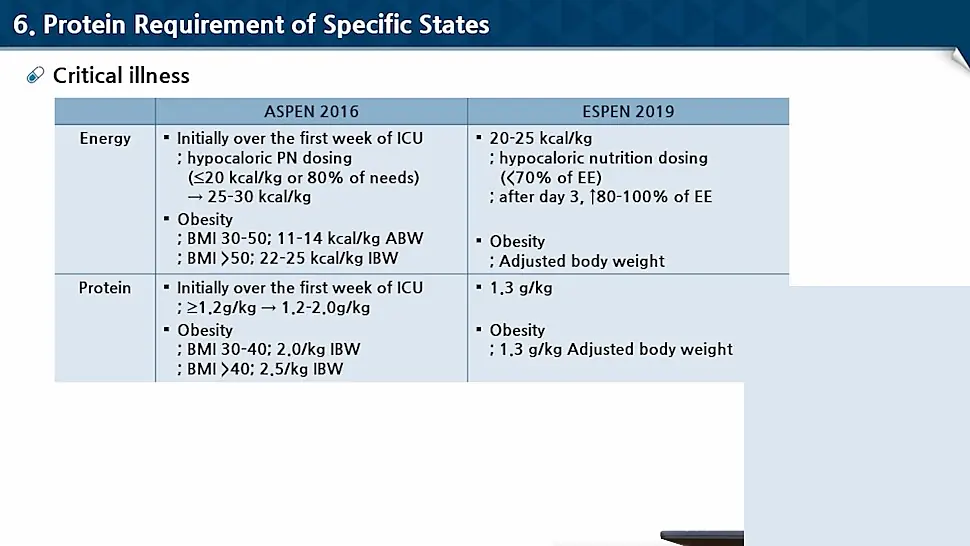 6. Protein Requirement of Specific States
Critical illness
ASPEN 2016
ESPEN 2019
Energy
▪ Initially over the first week of ICU
; hypocaloric PN dosing
(≤20 kcal/kg or 80% of needs)
→ 25-30 kcal/kg
▪ Obesity
; BMI 30-50; 11-14 kcal/kg ABW
; BMI >50; 22-25 kcal/kg IBW
▪ 20-25 kcal/kg
; hypocaloric nutrition dosing
(<70% of EE)
; after day 3, ↑80-100% of EE
▪ Obesity
; Adjusted body weight
Protein
▪ Initially over the first week of ICU
; ≥1.2g/kg → 1.2-2.0g/kg
▪ Obesity
; BMI 30-40; 2.0/kg IBW
; BMI >40; 2.5/kg IBW
▪ 1.3 g/kg
▪ Obesity
; 1.3 g/kg Adjusted body weight